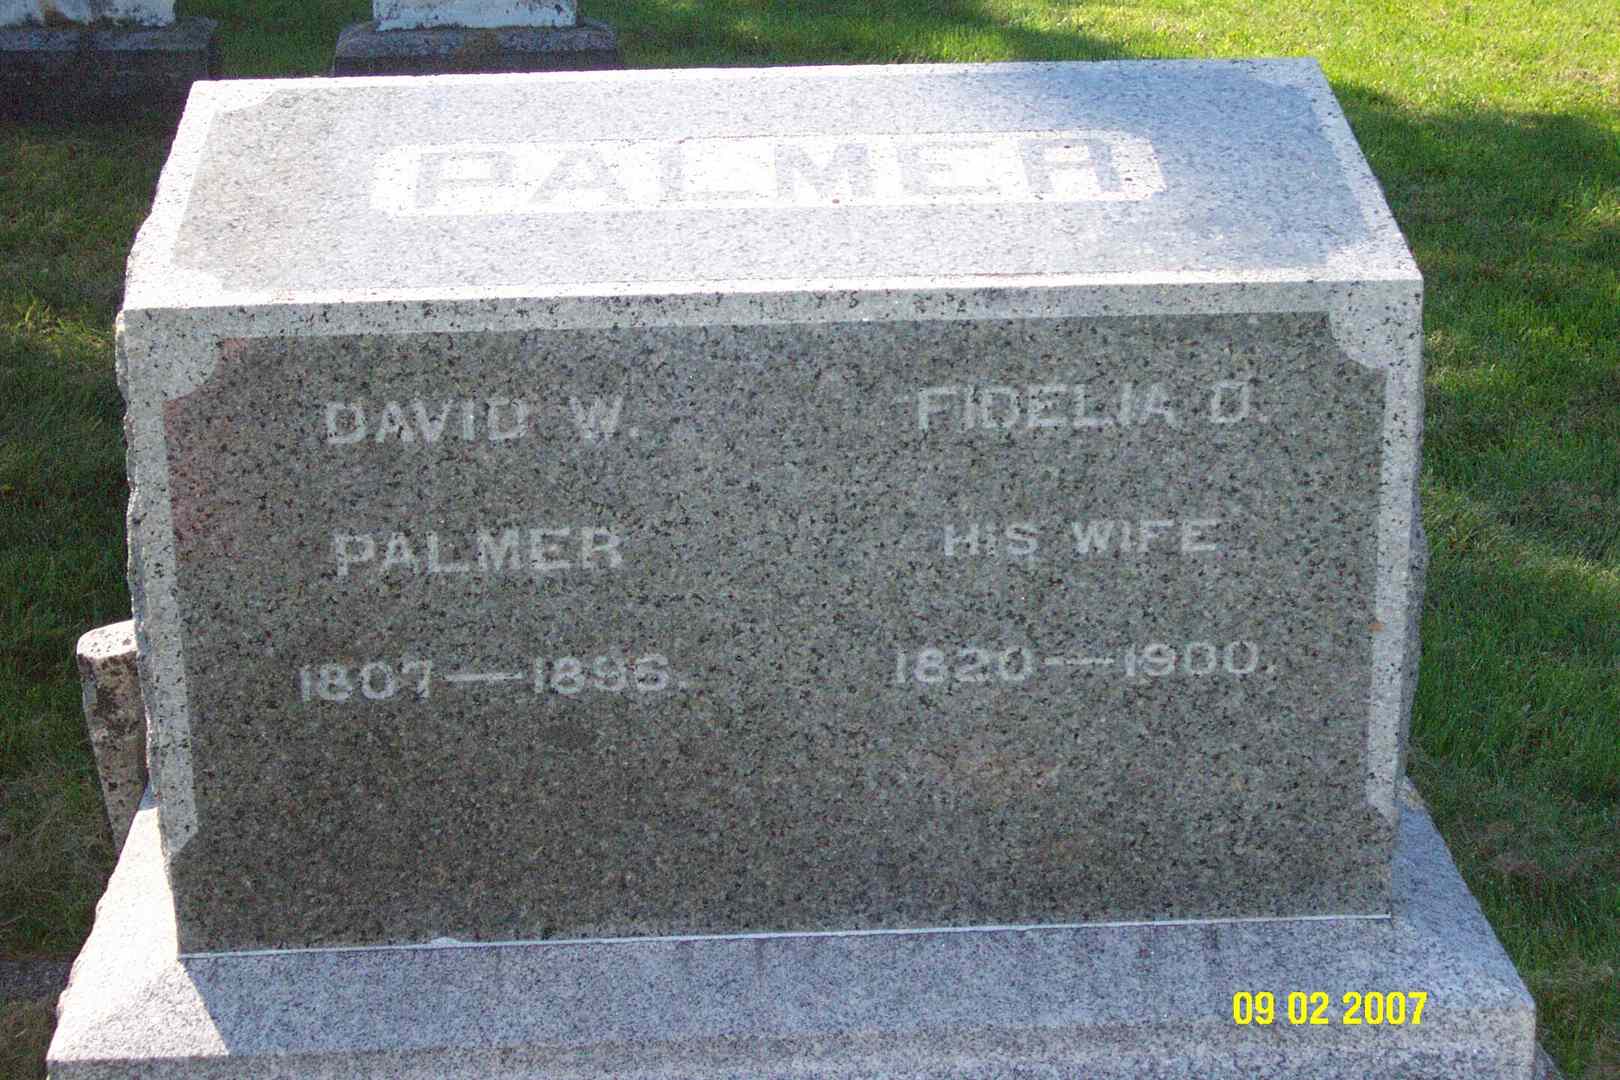 PALMER
DAVID W.
PALMER
1807—1896.
FIDELIA D.
HIS WIFE
1820—1900.
09 02 2007